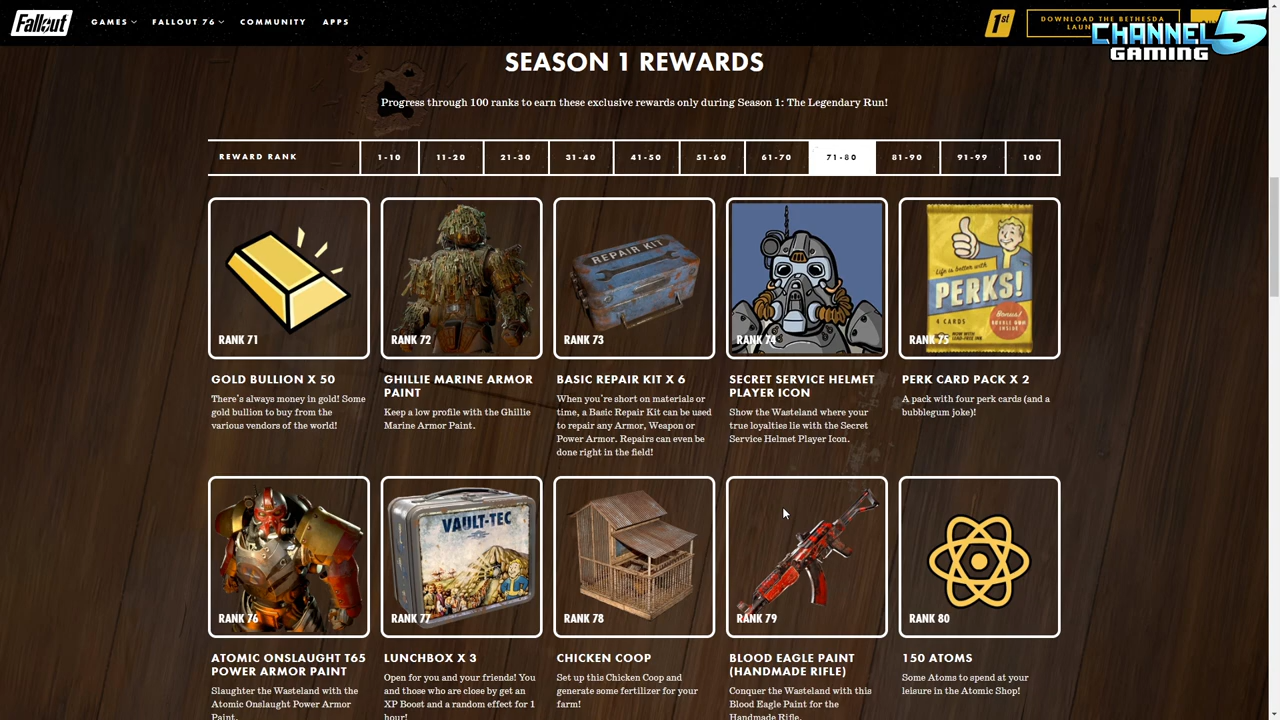 Fallout
GAMES
FALLOUT 76
COMMUNITY
APPS
1st
DOWNLOAD THE BETHESDA
CHANNEL 5
GAMING
SEASON 1 REWARDS
Progress through 100 ranks to earn these exclusive rewards only during Season 1: The Legendary Run!
REWARD RANK
1-10
11-20
21-30
31-40
41-50
51-60
61-70
71-80
81-90
91-99
100
RANK 71
GOLD BULLION X 50
There's always money in gold! Some
gold bullion to buy from the
various vendors of the world!
RANK 72
GHILLIE MARINE ARMOR
PAINT
Keep a low profile with the Ghillie
Marine Armor Paint.
REPAIR KIT
RANK 73
BASIC REPAIR KIT X 6
When you're short on materials or
time, a Basic Repair Kit can be used
to repair any Armor, Weapon or
Power Armor. Repairs can even be
done right in the field!
RANK 74
SECRET SERVICE HELMET
PLAYER ICON
Show the Wasteland where your
true loyalties lie with the Secret
Service Helmet Player Icon.
Life is better with
PERKS!
4 CARDS
Bonus!
BUBBLE GUM
INSIDE
RANK 75
PERK CARD PACK X 2
A pack with four perk cards (and a
bubblegum joke)!
RANK 76
ATOMIC ONSLAUGHT T65
POWER ARMOR PAINT
Slaughter the Wasteland with the
Atomic Onslaught Power Armor
Paint.
VAULT-TEC
RANK 77
LUNCHBOX X 3
Open for you and your friends! You
and those who are close by get an
XP Boost and a random effect for 1
hour!
RANK 78
CHICKEN COOP
Set up this Chicken Coop and
generate some fertilizer for your
farm!
RANK 79
BLOOD EAGLE PAINT
(HANDMADE RIFLE)
Conquer the Wasteland with this
Blood Eagle Paint for the
Handmade Rifle.
RANK 80
150 ATOMS
Some Atoms to spend at your
leisure in the Atomic Shop!